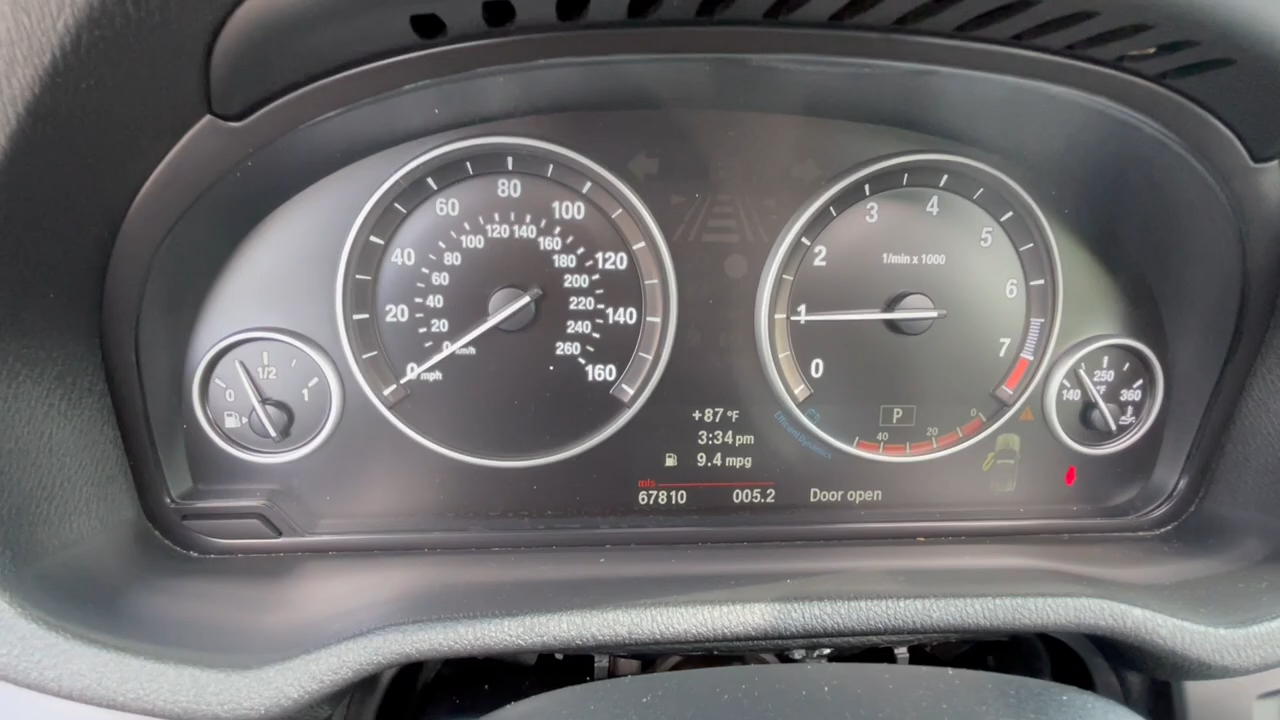 0 20 40 60 80 100 120 140 160
mph
0 20 40 60 80 100 120 140 160 180 200 220 240 260
km/h
0 1/2 1
0 1 2 3 4 5 6 7
1/min x 1000
P
40 20 0
EfficientDynamics
140 250 360
°F
+87 °F
3:34 pm
9.4 mpg
mls
67810 005.2 Door open